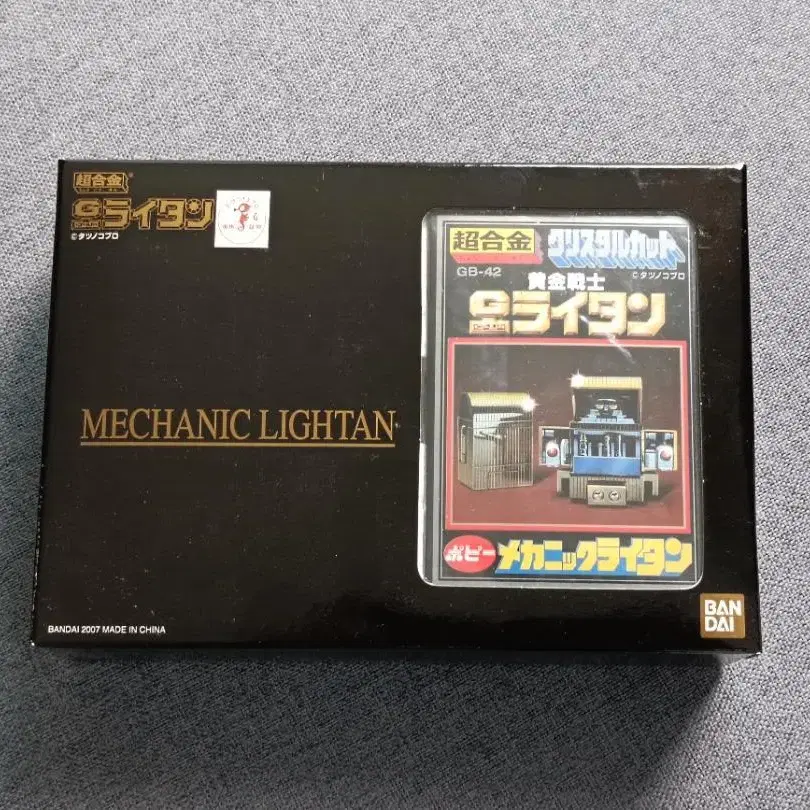 超合金
Gライタン
©タツノコプロ
MECHANIC LIGHTAN
BANDAI 2007 MADE IN CHINA
超合金
クリスタルカット
GB-42
©タツノコプロ
黄金戦士
Gライタン
ポピー
メカニックライタン
BAN
DAI